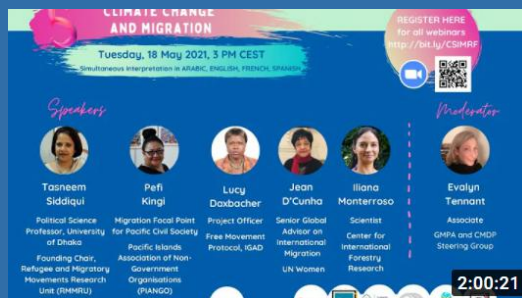 CLIMATE CHANGE
AND MIGRATION
Tuesday, 18 May 2021, 3 PM CEST
Simultaneous interpretation in ARABIC, ENGLISH, FRENCH, SPANISH
REGISTER HERE
for all webinars
http://bit.ly/CSIMRF
Speakers
Tasneem
Siddiqui
Political Science
Professor, University
of Dhaka
Founding Chair,
Refugee and Migratory
Movements Research
Unit (RMMRU)
Pefi
Kingi
Migration Focal Point
for Pacific Civil Society
Pacific Islands
Association of Non-
Government
Organisations
(PIANGO)
Lucy
Daxbacher
Project Officer
Free Movement
Protocol, IGAD
Jean
D'Cunha
Senior Global
Advisor on
International
Migration
UN Women
Iliana
Monterroso
Scientist
Center for
International
Forestry
Research
Moderator
Evalyn
Tennant
Associate
GMPA and CMDP
Steering Group
2:00:21